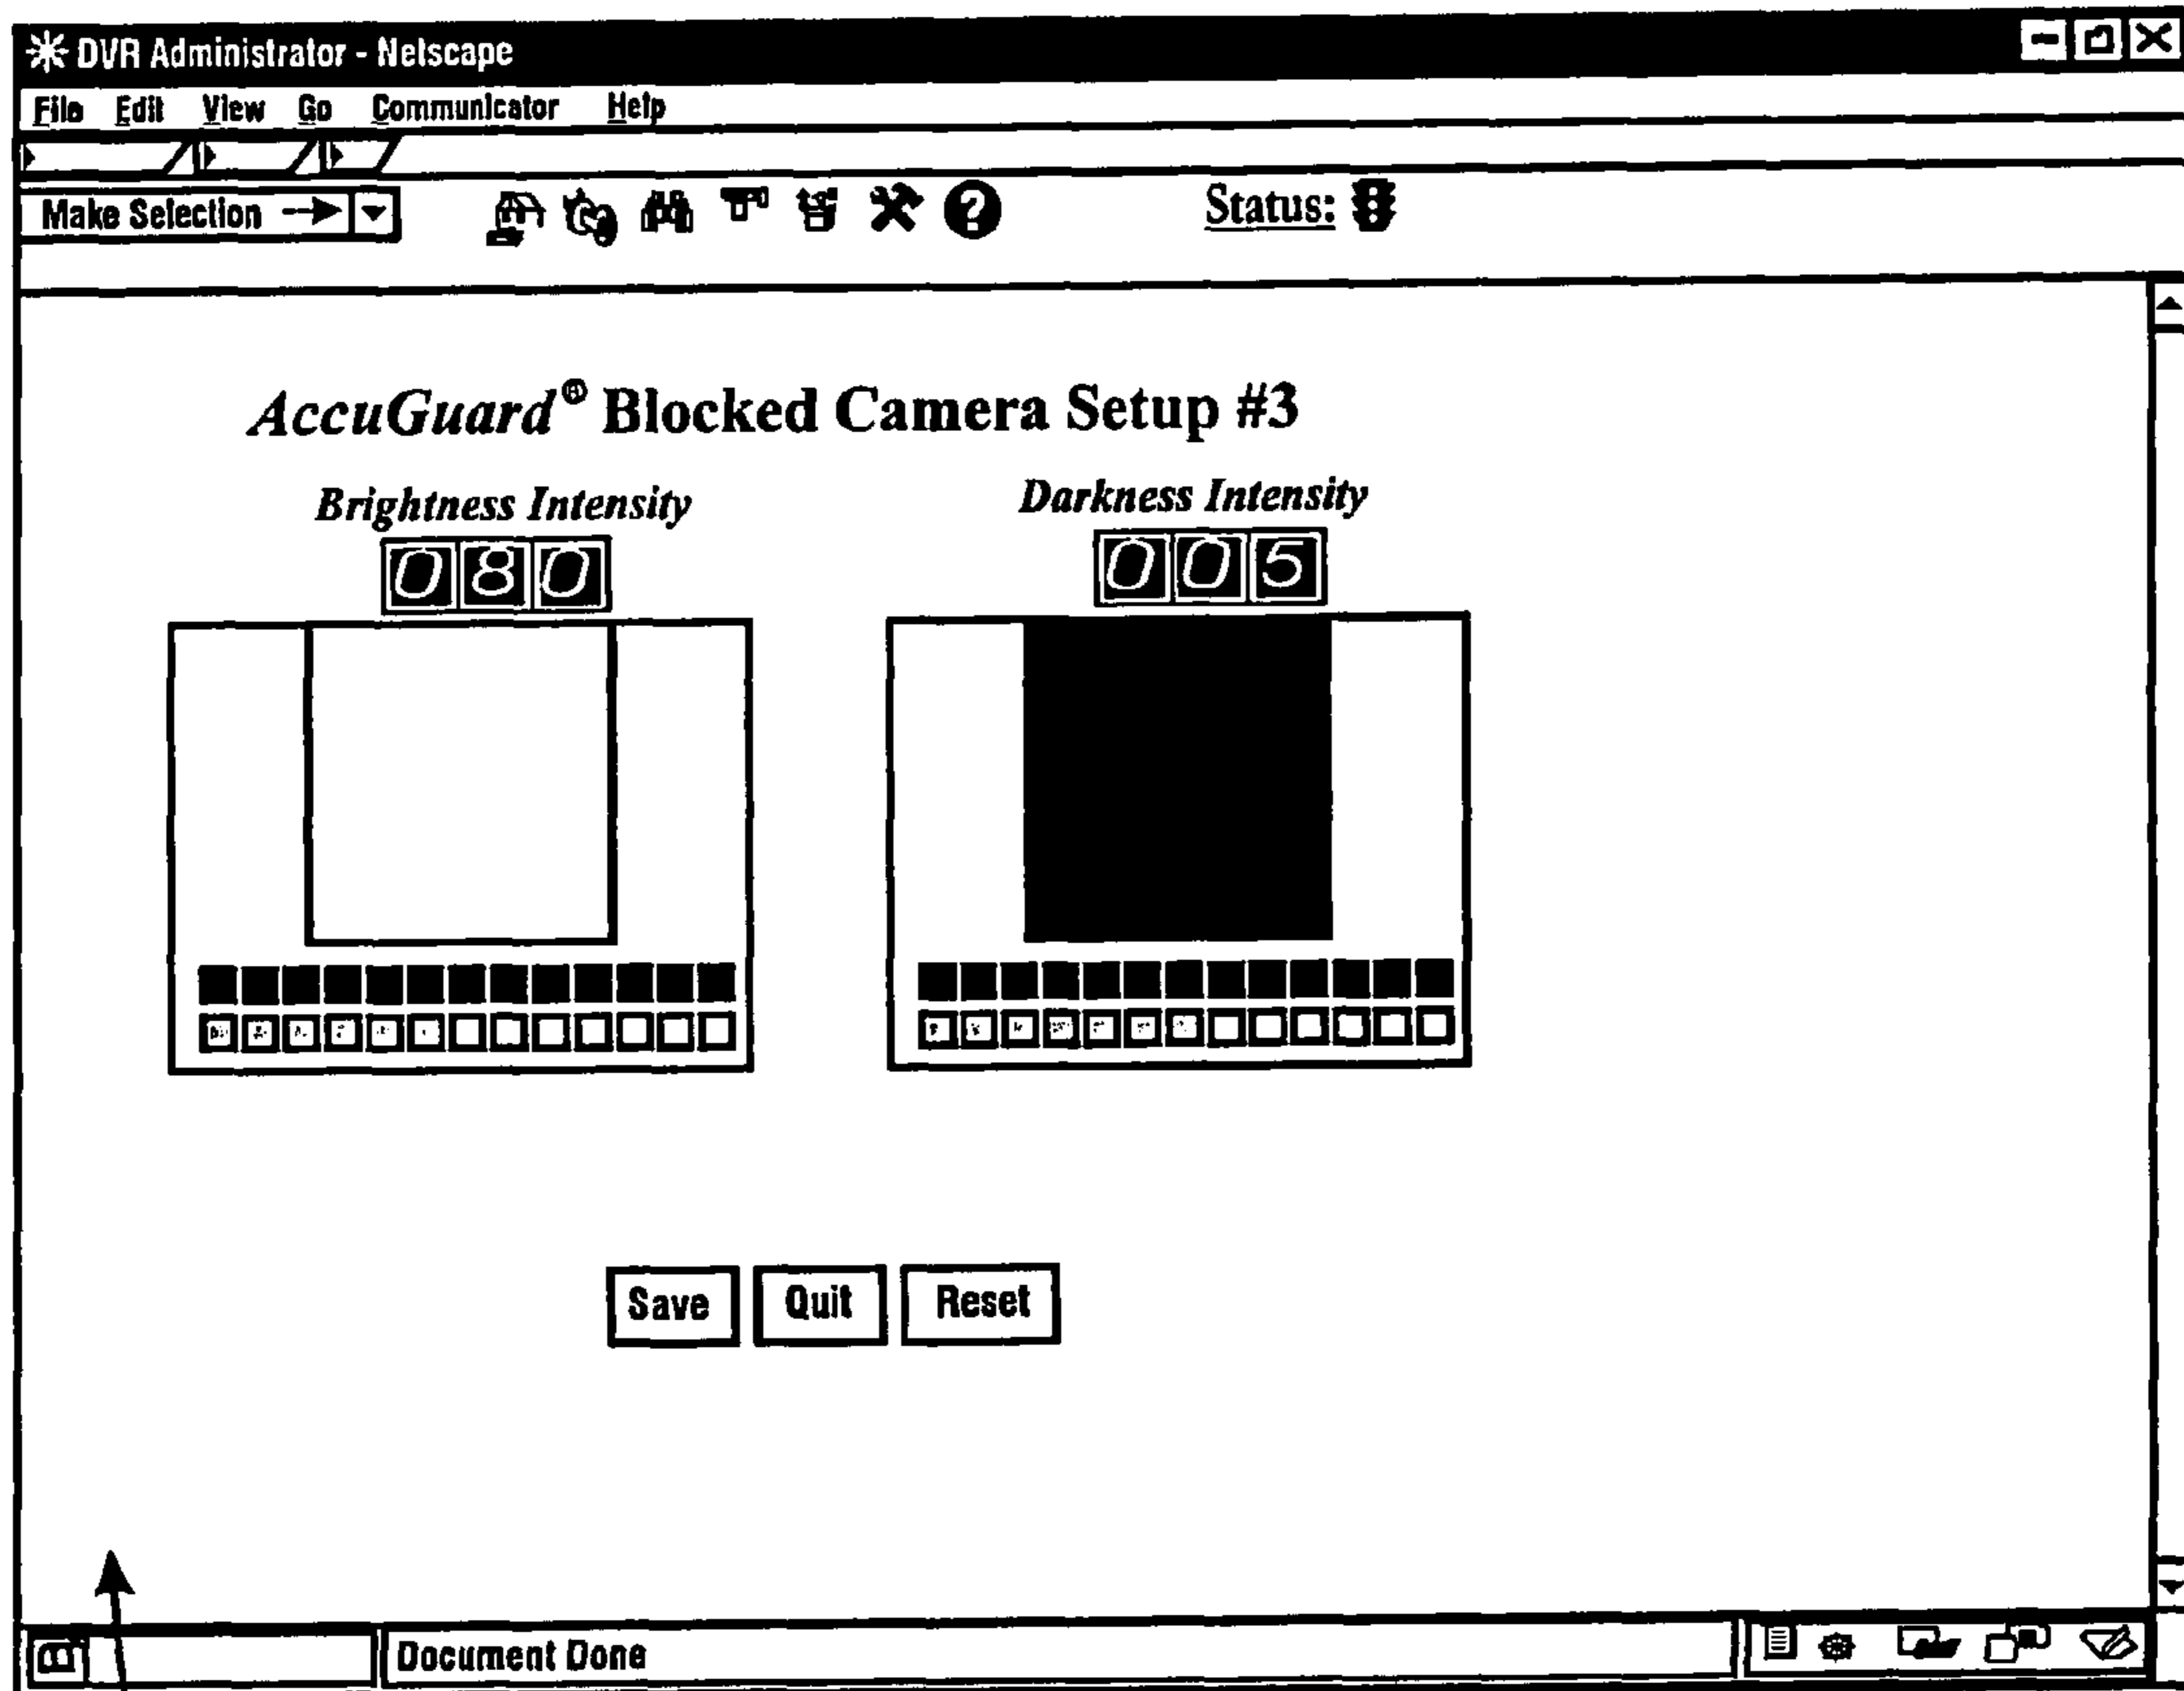 DVR Administrator - Netscape
File Edit View Go Communicator Help
Make Selection
Status:
AccuGuard® Blocked Camera Setup #3
Brightness Intensity Darkness Intensity
080 005
Save Quit Reset
Document Done